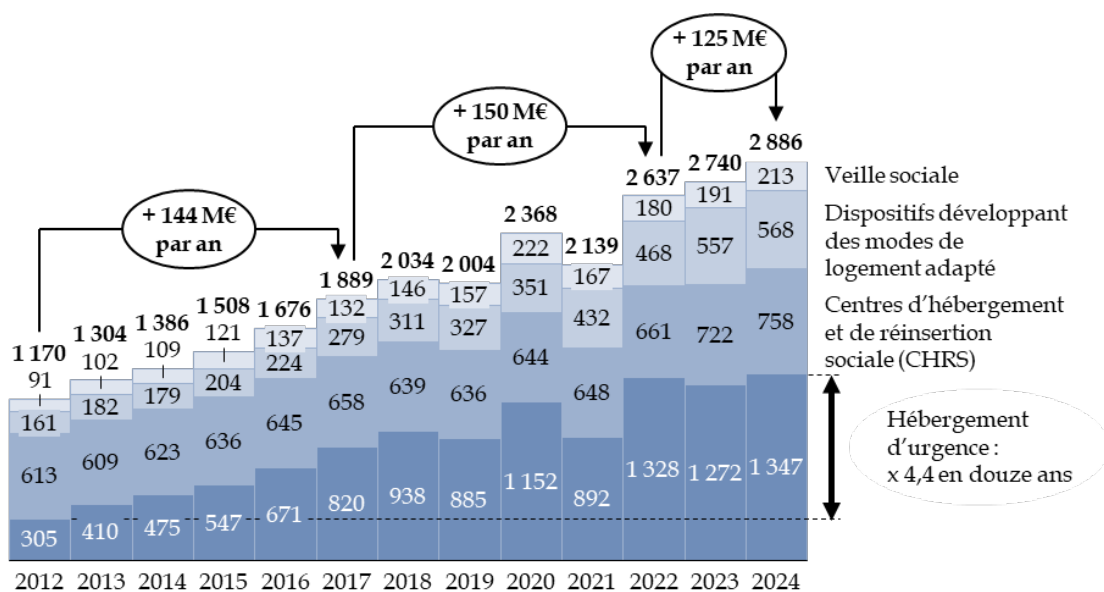 + 125 M€
par an
+ 150 M€
par an
+ 144 M€
par an
1 170 1 304 1 386 1 508 1 676 1 889 2 034 2 004 2 368 2 139 2 637 2 740 2 886
91 102 109 121 137 132 146 157 222 167 180 191 213
161 182 179 204 224 279 311 327 351 432 468 557 568
613 609 623 636 645 658 639 636 644 648 661 722 758
305 410 475 547 671 820 938 885 1 152 892 1 328 1 272 1 347
2012 2013 2014 2015 2016 2017 2018 2019 2020 2021 2022 2023 2024
Veille sociale
Dispositifs développant
des modes de
logement adapté
Centres d’hébergement
et de réinsertion
sociale (CHRS)
Hébergement
d’urgence :
x 4,4 en douze ans